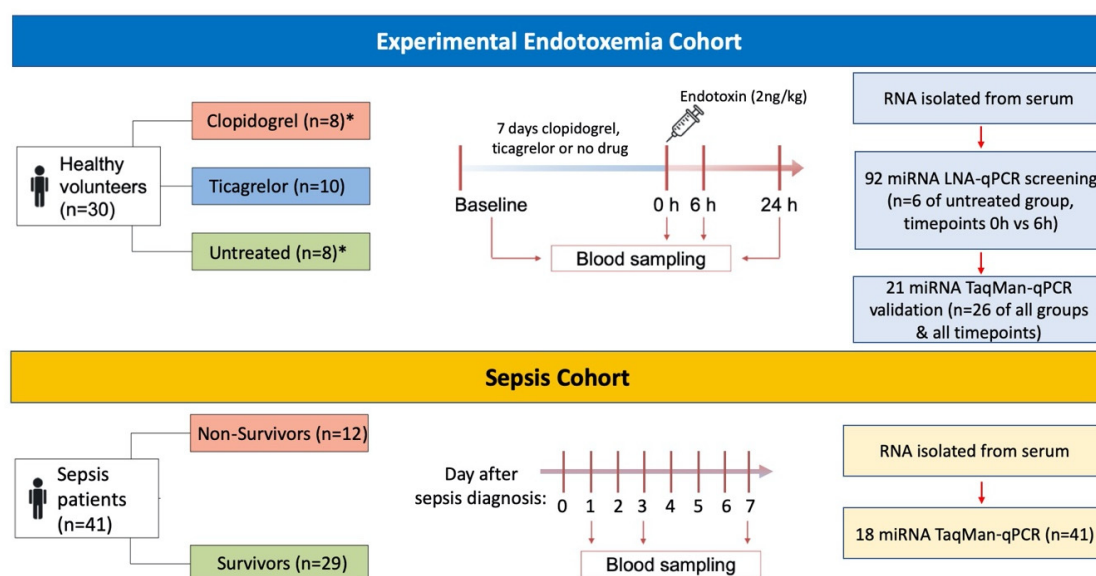 Experimental Endotoxemia Cohort
Healthy
volunteers
(n=30)
Clopidogrel (n=8)*
Ticagrelor (n=10)
Untreated (n=8)*
7 days clopidogrel,
ticagrelor or no drug
Endotoxin (2ng/kg)
Baseline
0 h
6 h
24 h
Blood sampling
RNA isolated from serum
92 miRNA LNA-qPCR screening
(n=6 of untreated group,
timepoints 0h vs 6h)
21 miRNA TaqMan-qPCR
validation (n=26 of all groups
& all timepoints)
Sepsis Cohort
Sepsis
patients
(n=41)
Non-Survivors (n=12)
Survivors (n=29)
Day after
sepsis diagnosis:
0 1 2 3 4 5 6 7
Blood sampling
RNA isolated from serum
18 miRNA TaqMan-qPCR (n=41)